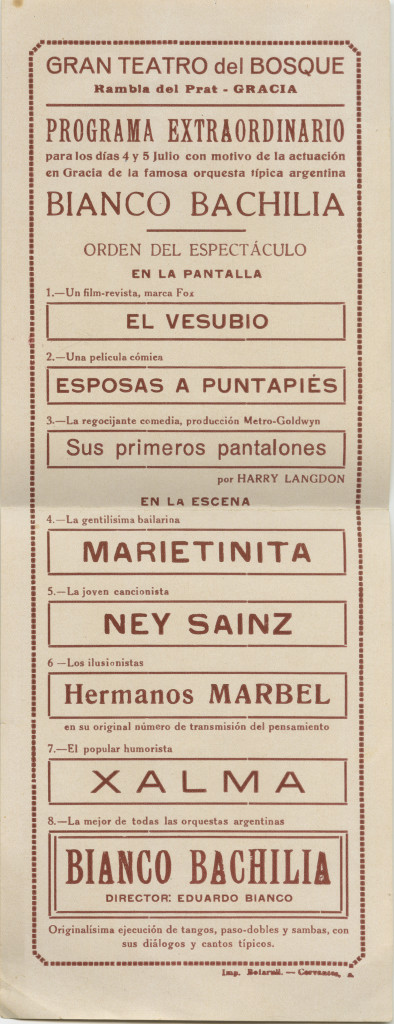 GRAN TEATRO del BOSQUE
Rambla del Prat - GRACIA
PROGRAMA EXTRAORDINARIO
para los días 4 y 5 Julio con motivo de la actuación
en Gracia de la famosa orquesta típica argentina
BIANCO BACHILIA
ORDEN DEL ESPECTÁCULO
EN LA PANTALLA
1.—Un film-revista, marca Fox
EL VESUBIO
2.—Una película cómica
ESPOSAS A PUNTAPIÉS
3.—La regocijante comedia, producción Metro-Goldwyn
Sus primeros pantalones
por HARRY LANGDON
EN LA ESCENA
4.—La gentilísima bailarina
MARIETINITA
5.—La joven cancionista
NEY SAINZ
6 —Los ilusionistas
Hermanos MARBEL
en su original número de transmisión del pensamiento
7.—El popular humorista
XALMA
8.—La mejor de todas las orquestas argentinas
BIANCO BACHILIA
DIRECTOR: EDUARDO BIANCO
Originalísima ejecución de tangos, paso-dobles y sambas, con
sus diálogos y cantos típicos.
Imp. — Cervantes,